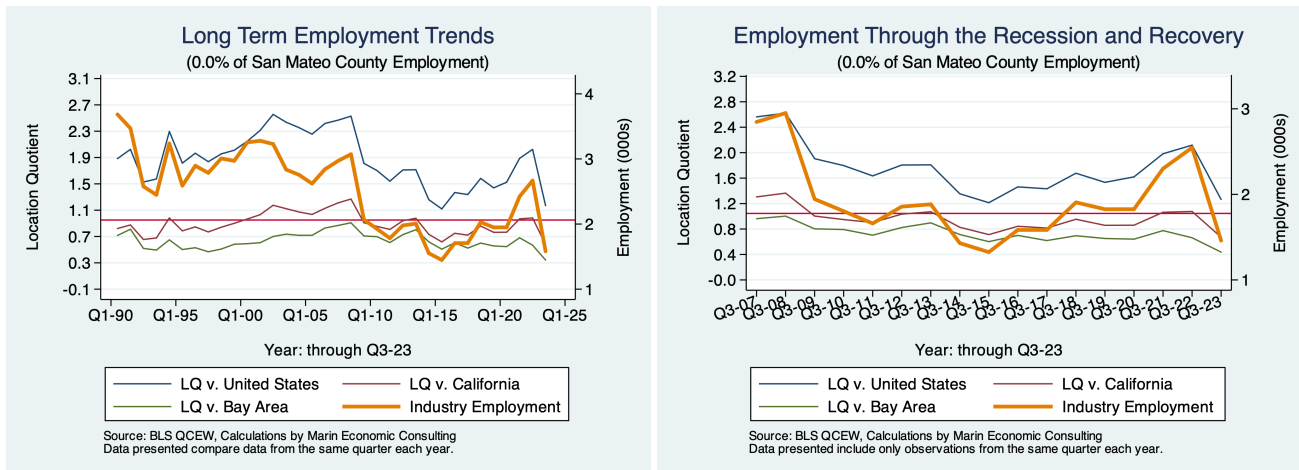 Long Term Employment Trends
(0.0% of San Mateo County Employment)
Location Quotient
3.1
2.7
2.3
1.9
1.5
1.1
0.7
0.3
-0.1
4
3
2
1
Employment (000s)
Q1-90 Q1-95 Q1-00 Q1-05 Q1-10 Q1-15 Q1-20 Q1-25
Year: through Q3-23
LQ v. United States LQ v. California
LQ v. Bay Area Industry Employment
Source: BLS QCEW, Calculations by Marin Economic Consulting
Data presented compare data from the same quarter each year.
Employment Through the Recession and Recovery
(0.0% of San Mateo County Employment)
Location Quotient
3.2
2.8
2.4
2.0
1.6
1.2
0.8
0.4
-0.0
3
2
1
Employment (000s)
Q3-07 Q3-08 Q3-09 Q3-10 Q3-11 Q3-12 Q3-13 Q3-14 Q3-15 Q3-16 Q3-17 Q3-18 Q3-19 Q3-20 Q3-21 Q3-22 Q3-23
Year: through Q3-23
LQ v. United States LQ v. California
LQ v. Bay Area Industry Employment
Source: BLS QCEW, Calculations by Marin Economic Consulting
Data presented include only observations from the same quarter each year.